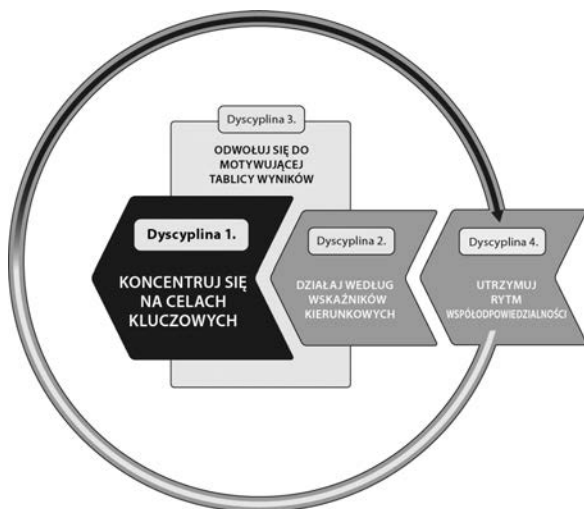 Dyscyplina 3.
ODWOŁUJ SIĘ DO
MOTYWUJĄCEJ
TABLICY WYNIKÓW
Dyscyplina 1.
KONCENTRUJ SIĘ
NA CELACH
KLUCZOWYCH
Dyscyplina 2.
DZIAŁAJ WEDŁUG
WSKAŹNIKÓW
KIERUNKOWYCH
Dyscyplina 4.
UTRZYMUJ
RYTM
WSPÓŁODPOWIEDZIALNOŚCI